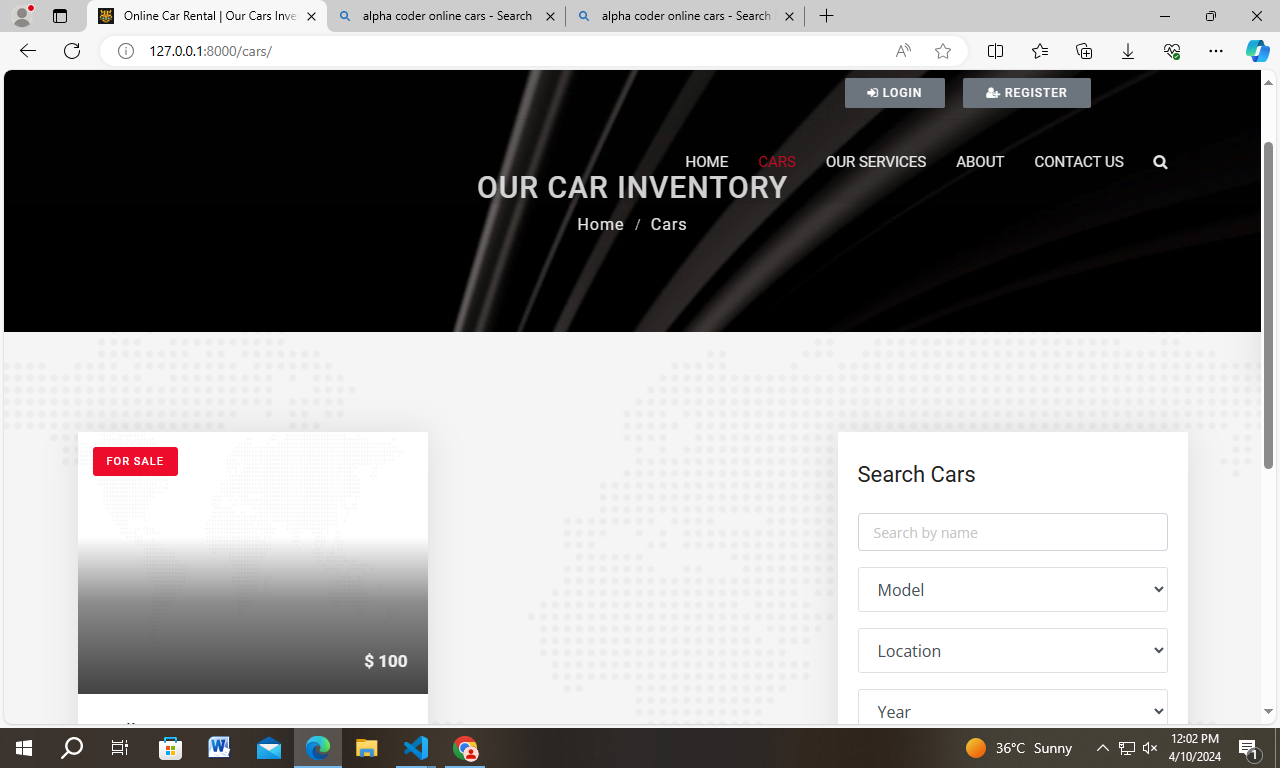 Online Car Rental | Our Cars Inve
alpha coder online cars - Search
alpha coder online cars - Search
127.0.0.1:8000/cars/
LOGIN
REGISTER
HOME
CARS
OUR SERVICES
ABOUT
CONTACT US
OUR CAR INVENTORY
Home / Cars
FOR SALE
$ 100
Search Cars
Search by name
Model
Location
Year
36°C Sunny
12:02 PM
4/10/2024
1